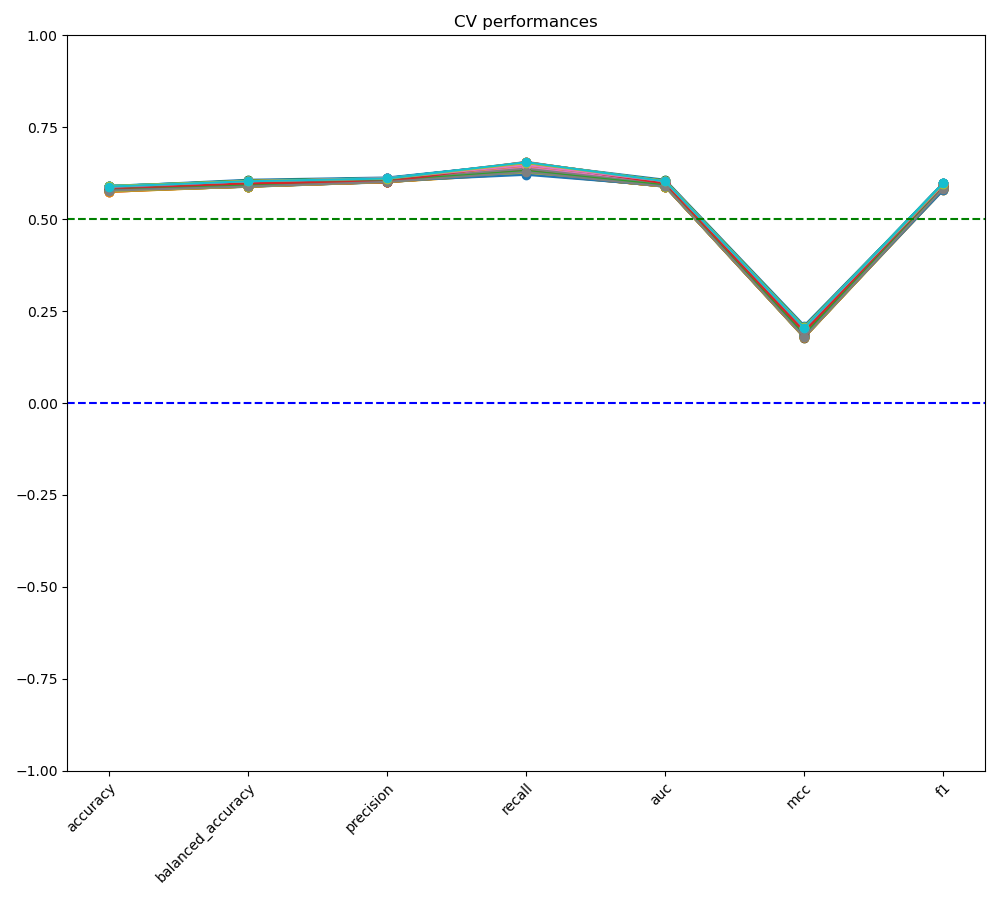 CV performances
1.00
0.75
0.50
0.25
0.00
−0.25
−0.50
−0.75
−1.00
accuracy
balanced_accuracy
precision
recall
auc
mcc
f1